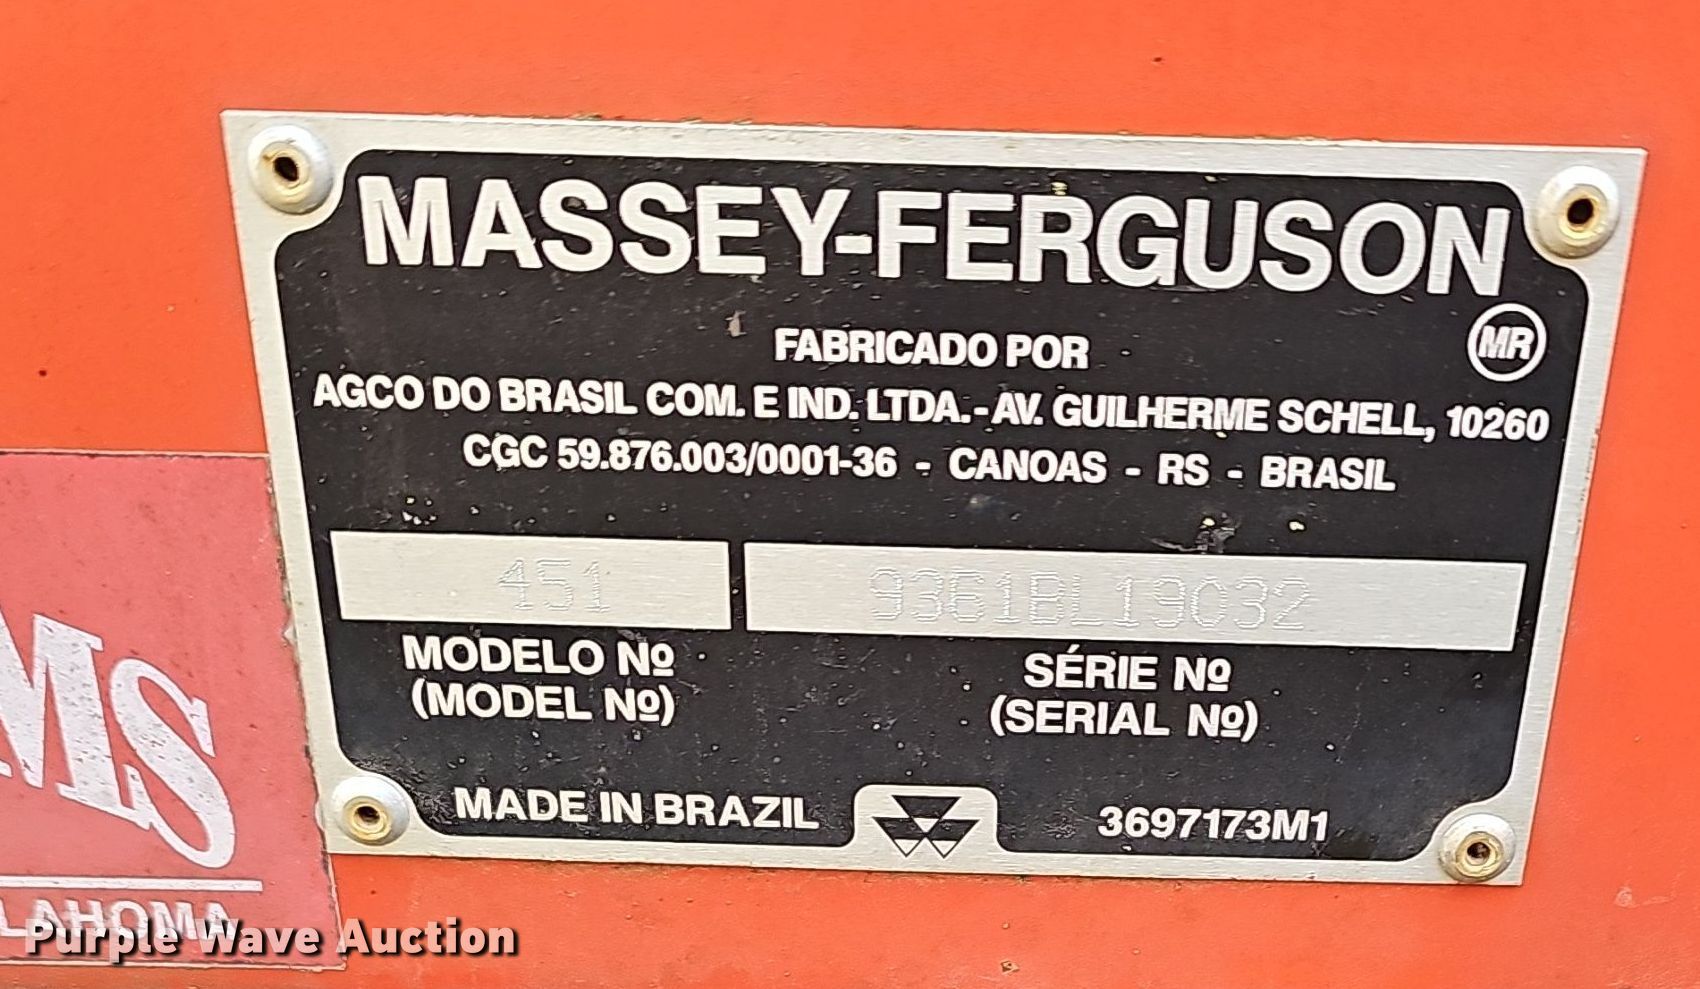 MASSEY-FERGUSON
MR
FABRICADO POR
AGCO DO BRASIL COM. E IND. LTDA. - AV. GUILHERME SCHELL, 10260
CGC 59.876.003/0001-36 - CANOAS - RS - BRASIL
451
MODELO Nº
(MODEL Nº)
SÉRIE Nº
(SERIAL Nº)
MADE IN BRAZIL
3697173M1
Purple Wave Auction